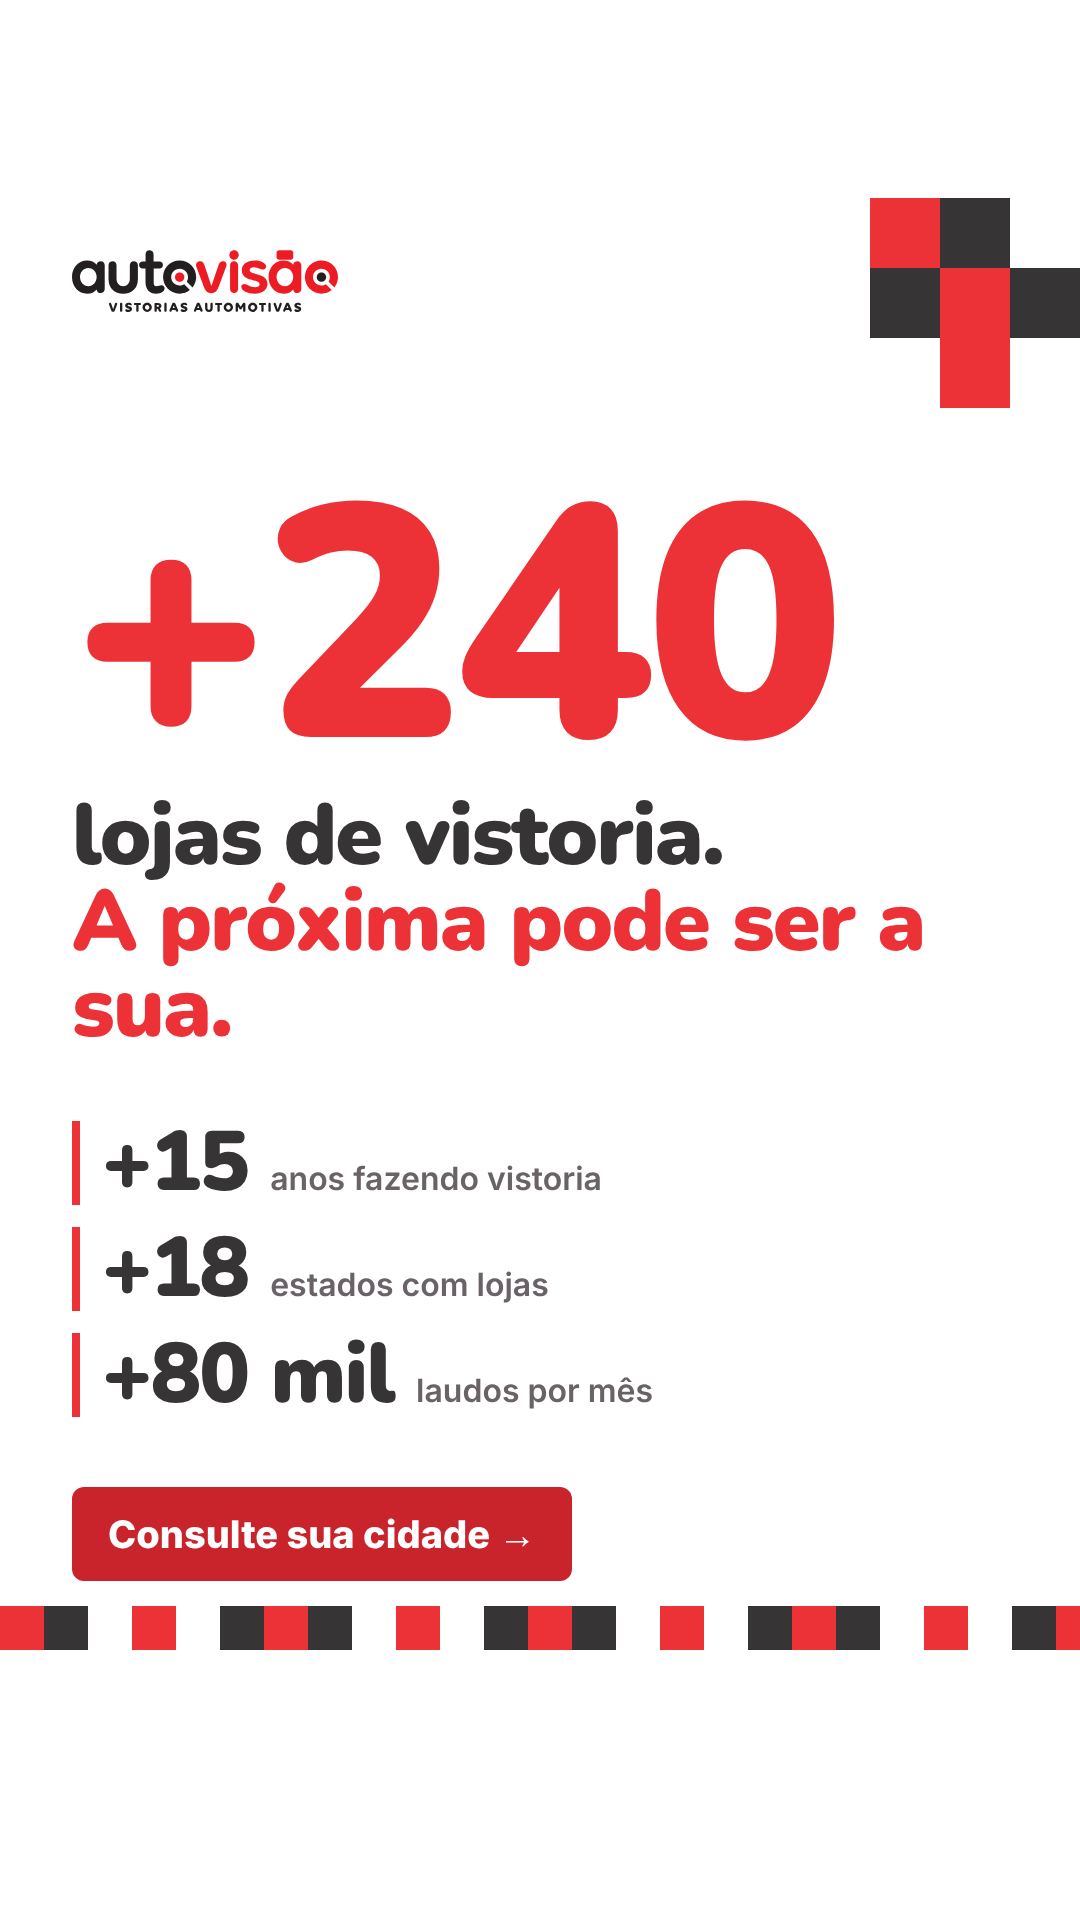 autovisão
VISTORIAS AUTOMOTIVAS
+240
lojas de vistoria.
A próxima pode ser a
sua.
+15 anos fazendo vistoria
+18 estados com lojas
+80 mil laudos por mês
Consulte sua cidade →